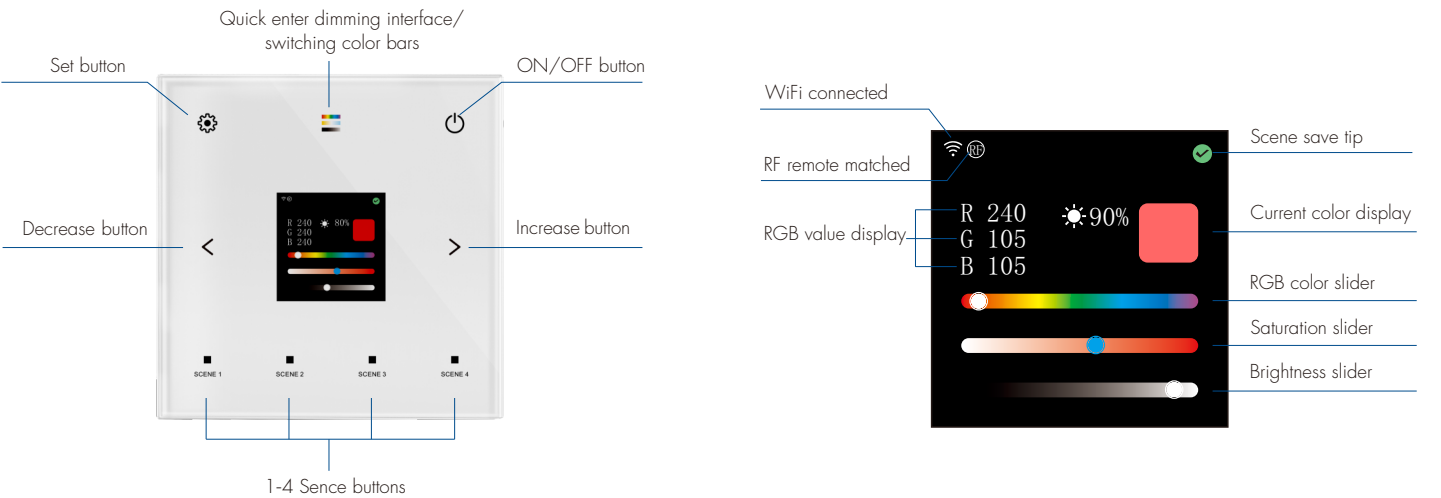 Quick enter dimming interface/
switching color bars
Set button
ON/OFF button
R 240
80%
G 240
B 240
Decrease button
Increase button
SCENE 1
SCENE 2
SCENE 3
SCENE 4
1-4 Sence buttons
WiFi connected
RF
Scene save tip
RF remote matched
R 240
90%
G 105
B 105
RGB value display
Current color display
RGB color slider
Saturation slider
Brightness slider